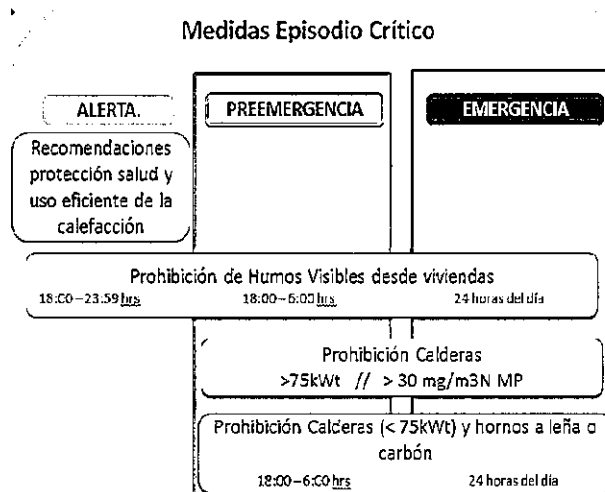 Medidas Episodio Crítico
ALERTA.
PREEMERGENCIA
EMERGENCIA
Recomendaciones
protección salud y
uso eficiente de la
calefacción
Prohibición de Humos Visibles desde viviendas
18:00–23:59 hrs
18:00–6:00 hrs
24 horas del día
Prohibición Calderas
>75kWt // > 30 mg/m3N MP
Prohibición Calderas (< 75kWt) y hornos a leña o
carbón
18:00–6:00 hrs
24 horas del día